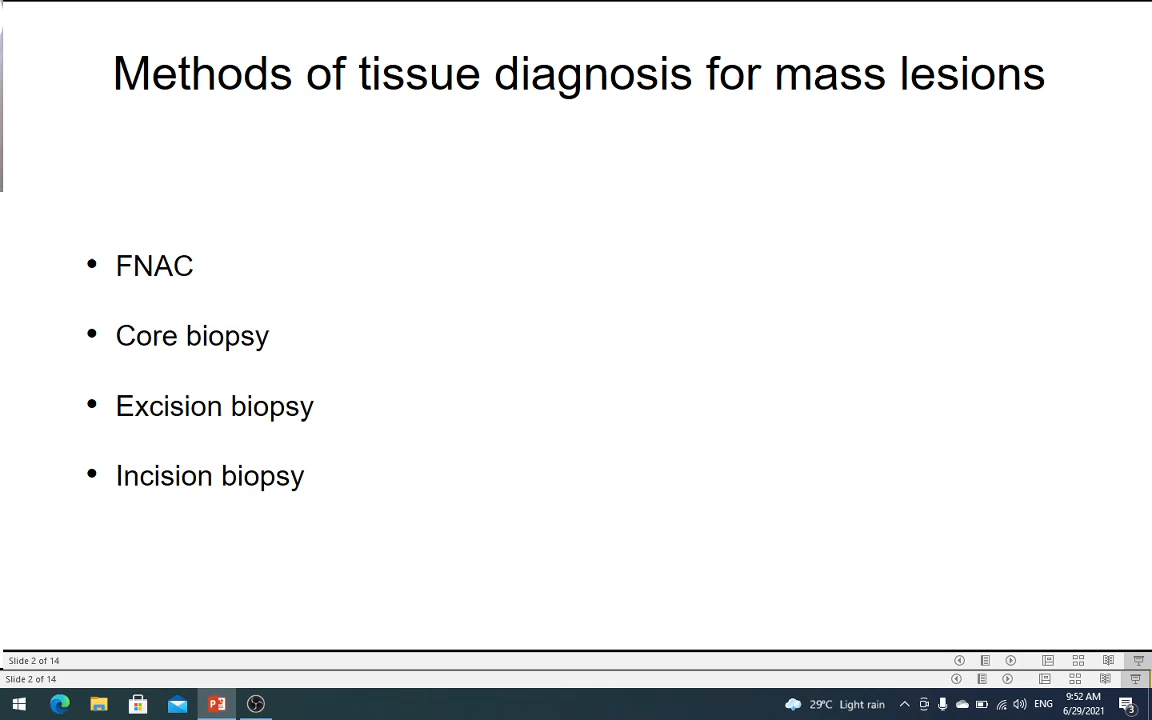 Methods of tissue diagnosis for mass lesions
• FNAC
• Core biopsy
• Excision biopsy
• Incision biopsy
Slide 2 of 14
Slide 2 of 14
29°C Light rain
ENG
9:52 AM
6/29/2021
3